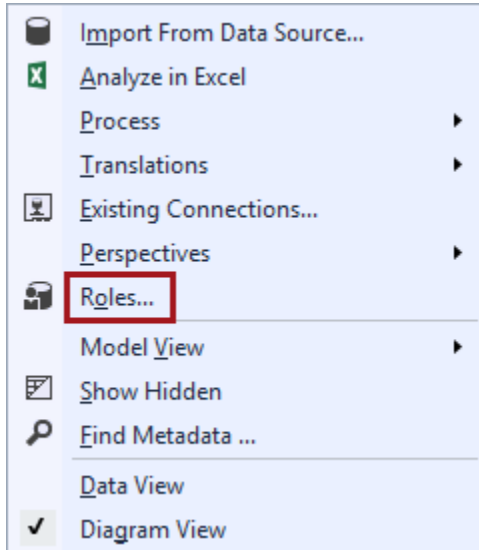 Import From Data Source...
Analyze in Excel
Process
Translations
Existing Connections...
Perspectives
Roles...
Model View
Show Hidden
Find Metadata ...
Data View
Diagram View